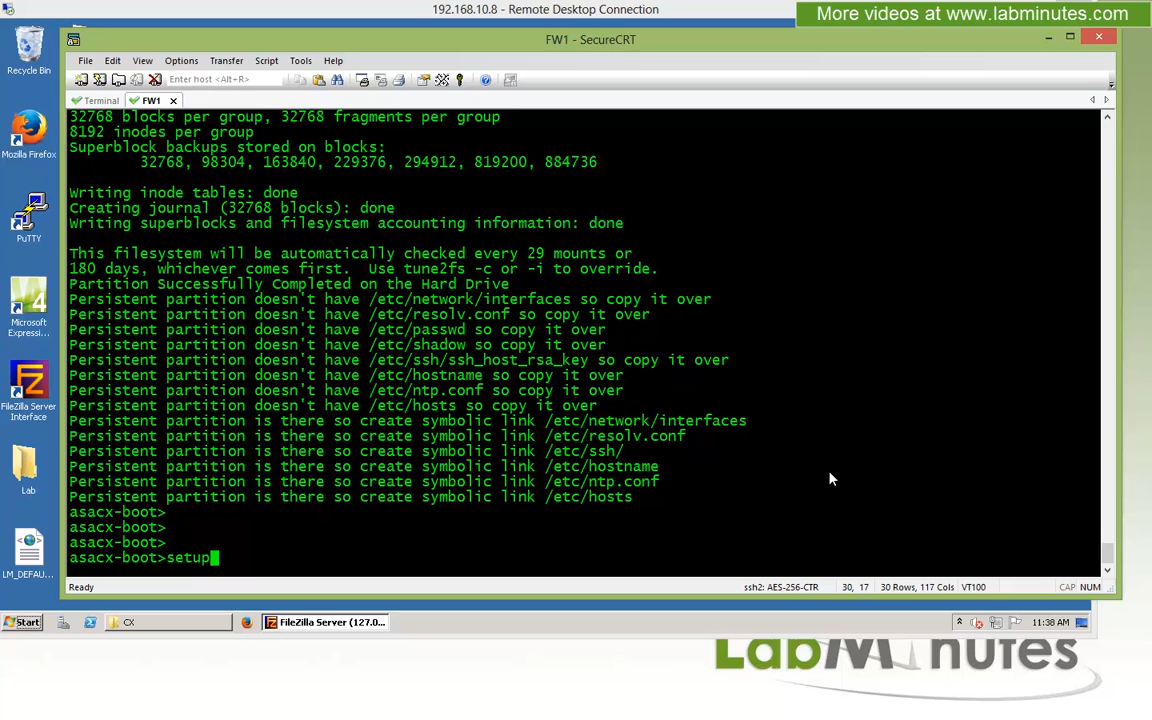 192.168.10.8 - Remote Desktop Connection
More videos at www.labminutes.com
FW1 - SecureCRT
File Edit View Options Transfer Script Tools Help
Enter host <Alt+R>
Terminal FW1
Recycle Bin
Mozilla Firefox
PuTTY
Microsoft
Expressi...
FileZilla Server
Interface
Lab
LM_DEFAU...
32768 blocks per group, 32768 fragments per group
8192 inodes per group
Superblock backups stored on blocks:
32768, 98304, 163840, 229376, 294912, 819200, 884736
Writing inode tables: done
Creating journal (32768 blocks): done
Writing superblocks and filesystem accounting information: done
This filesystem will be automatically checked every 29 mounts or
180 days, whichever comes first.  Use tune2fs -c or -i to override.
Partition Successfully Completed on the Hard Drive
Persistent partition doesn't have /etc/network/interfaces so copy it over
Persistent partition doesn't have /etc/resolv.conf so copy it over
Persistent partition doesn't have /etc/passwd so copy it over
Persistent partition doesn't have /etc/shadow so copy it over
Persistent partition doesn't have /etc/ssh/ssh_host_rsa_key so copy it over
Persistent partition doesn't have /etc/hostname so copy it over
Persistent partition doesn't have /etc/ntp.conf so copy it over
Persistent partition doesn't have /etc/hosts so copy it over
Persistent partition is there so create symbolic link /etc/network/interfaces
Persistent partition is there so create symbolic link /etc/resolv.conf
Persistent partition is there so create symbolic link /etc/ssh/
Persistent partition is there so create symbolic link /etc/hostname
Persistent partition is there so create symbolic link /etc/ntp.conf
Persistent partition is there so create symbolic link /etc/hosts
asacx-boot>
asacx-boot>
asacx-boot>
asacx-boot>setup
Ready ssh2: AES-256-CTR 30, 17 30 Rows, 117 Cols VT100 CAP NUM
Start CX FileZilla Server (127.0... 11:38 AM
LabMinutes